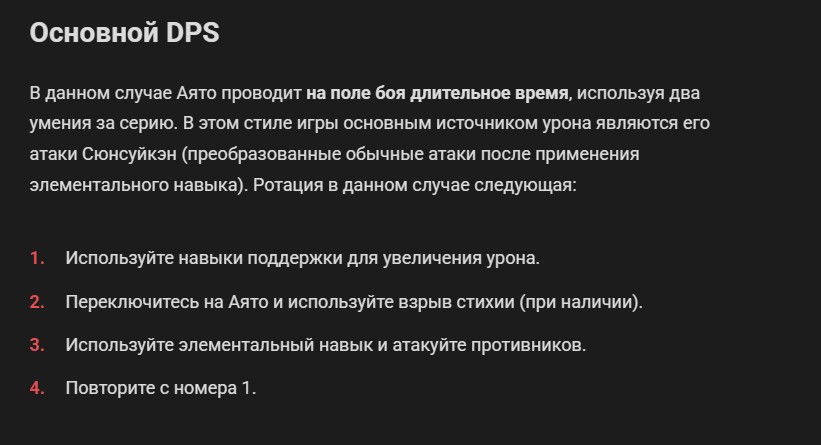 Основной DPS
В данном случае Аято проводит на поле боя длительное время, используя два
умения за серию. В этом стиле игры основным источником урона являются его
атаки Сюнсуйкэн (преобразованные обычные атаки после применения
элементального навыка). Ротация в данном случае следующая:
1. Используйте навыки поддержки для увеличения урона.
2. Переключитесь на Аято и используйте взрыв стихии (при наличии).
3. Используйте элементальный навык и атакуйте противников.
4. Повторите с номера 1.